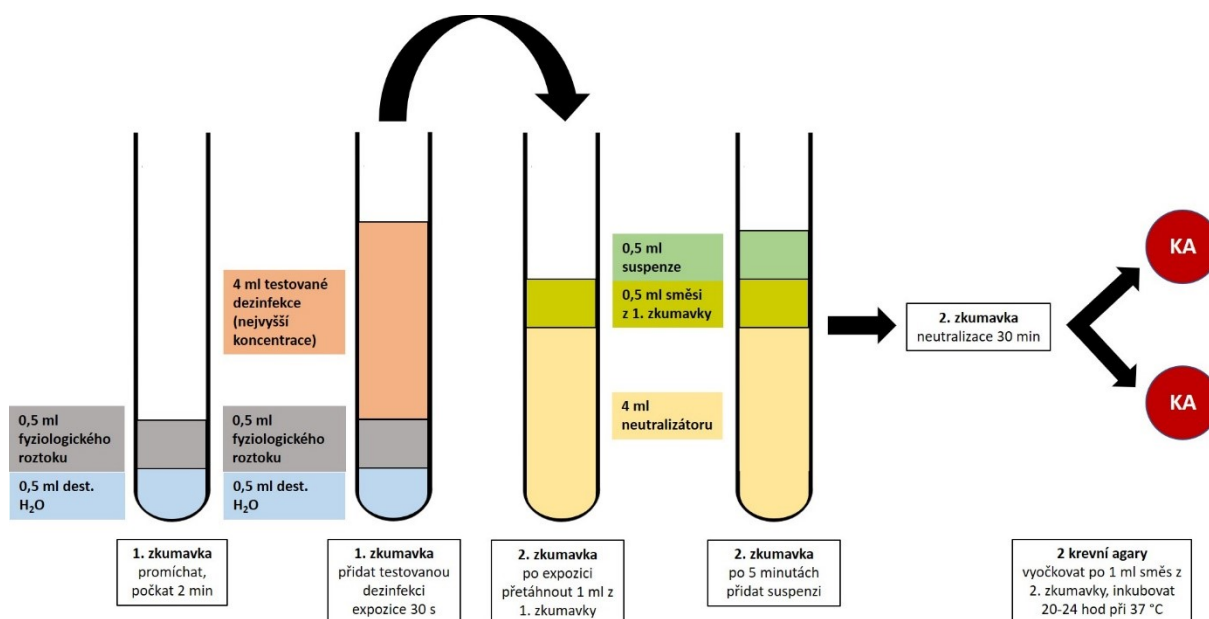 0,5 ml
fyziologického
roztoku
0,5 ml dest.
H₂O
1. zkumavka
promíchat,
počkat 2 min
4 ml testované
dezinfekce
(nejvyšší
koncentrace)
0,5 ml
fyziologického
roztoku
0,5 ml dest.
H₂O
1. zkumavka
přidat testovanou
dezinfekci
expozice 30 s
2. zkumavka
po expozici
přetáhnout 1 ml z
1. zkumavky
0,5 ml
suspenze
0,5 ml směsi
z 1. zkumavky
4 ml
neutralizátoru
2. zkumavka
po 5 minutách
přidat suspenzi
2. zkumavka
neutralizace 30 min
KA
KA
2 krevní agary
vyočkovat po 1 ml směs z
2. zkumavky, inkubovat
20-24 hod při 37 °C